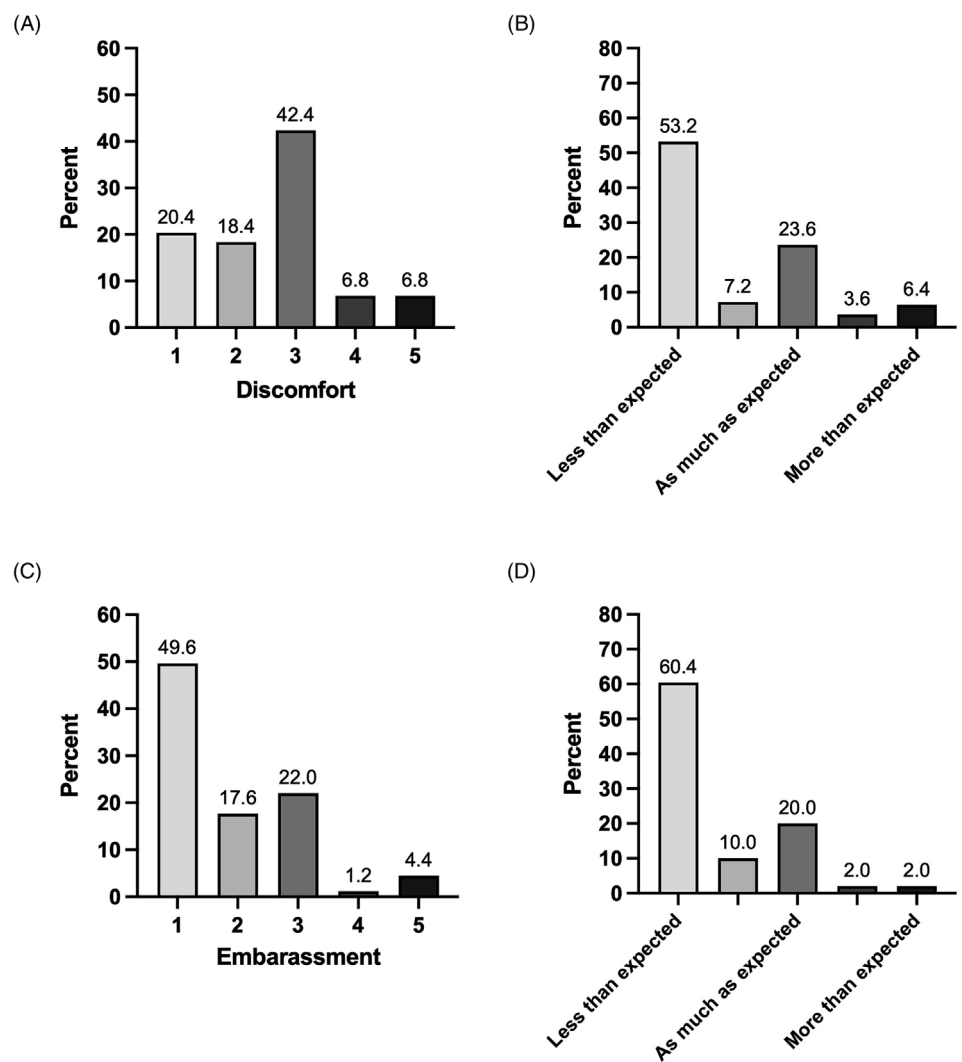 (A)
60
50
40
30
20
10
0
Percent
20.4
18.4
42.4
6.8
6.8
1 2 3 4 5
Discomfort
(B)
80
70
60
50
40
30
20
10
0
Percent
53.2
7.2
23.6
3.6
6.4
Less than expected
As much as expected
More than expected
(C)
60
50
40
30
20
10
0
Percent
49.6
17.6
22.0
1.2
4.4
1 2 3 4 5
Embarassment
(D)
80
70
60
50
40
30
20
10
0
Percent
60.4
10.0
20.0
2.0
2.0
Less than expected
As much as expected
More than expected